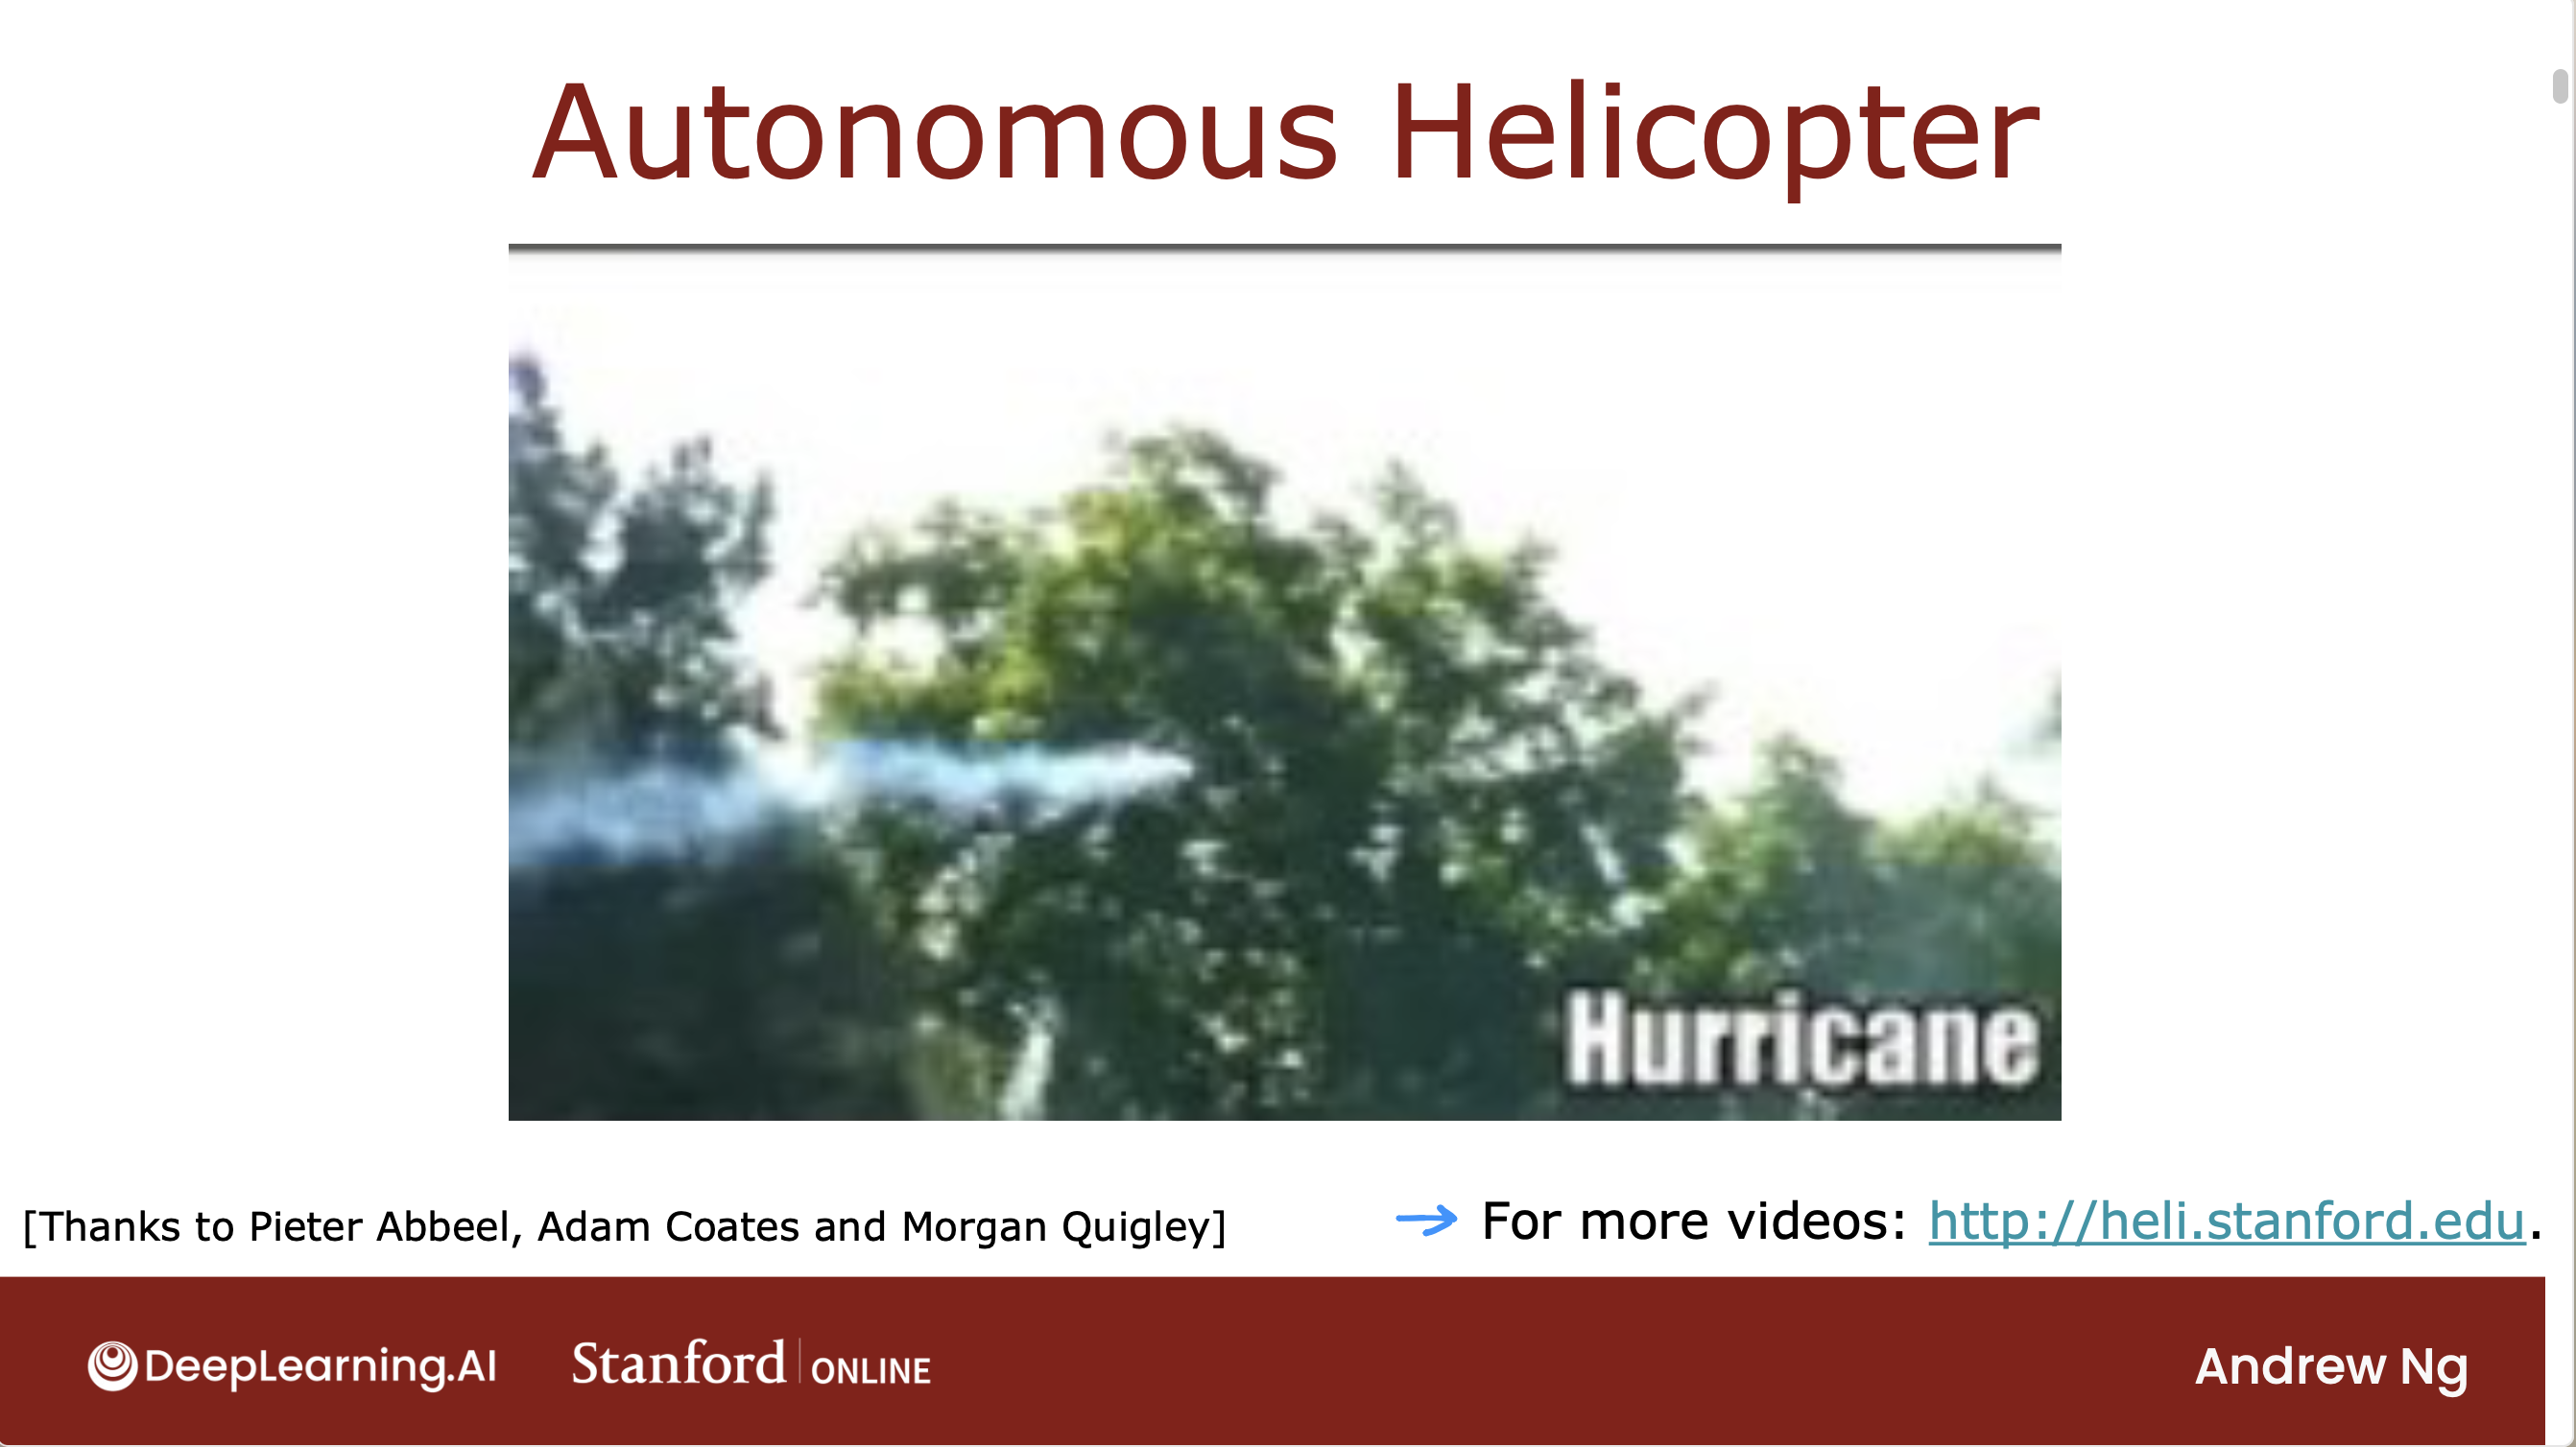 Autonomous Helicopter
Hurricane
[Thanks to Pieter Abbeel, Adam Coates and Morgan Quigley]
→ For more videos: http://heli.stanford.edu.
DeepLearning.AI
Stanford | ONLINE
Andrew Ng